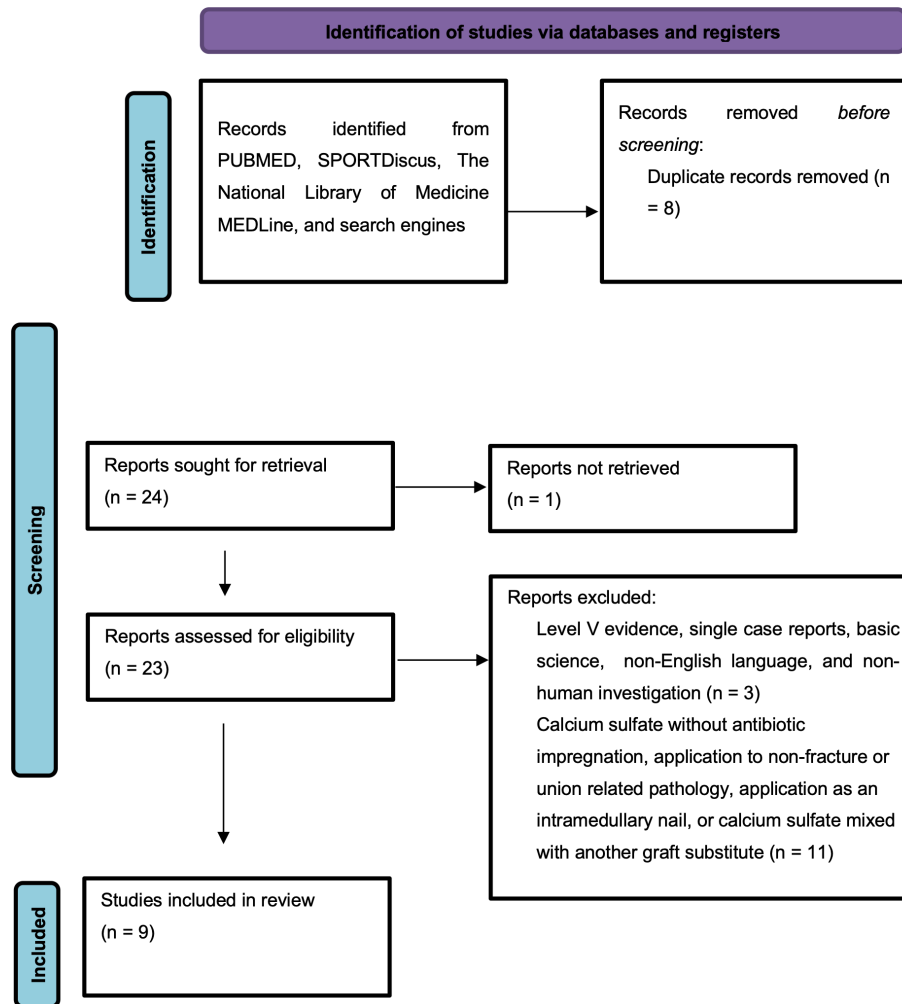 Identification of studies via databases and registers
Identification
Records identified from
PUBMED, SPORTDiscus, The
National Library of Medicine
MEDLine, and search engines
Records removed before
screening:
Duplicate records removed (n
= 8)
Screening
Reports sought for retrieval
(n = 24)
Reports not retrieved
(n = 1)
Reports assessed for eligibility
(n = 23)
Reports excluded:
Level V evidence, single case reports, basic
science, non-English language, and non-
human investigation (n = 3)
Calcium sulfate without antibiotic
impregnation, application to non-fracture or
union related pathology, application as an
intramedullary nail, or calcium sulfate mixed
with another graft substitute (n = 11)
Included
Studies included in review
(n = 9)